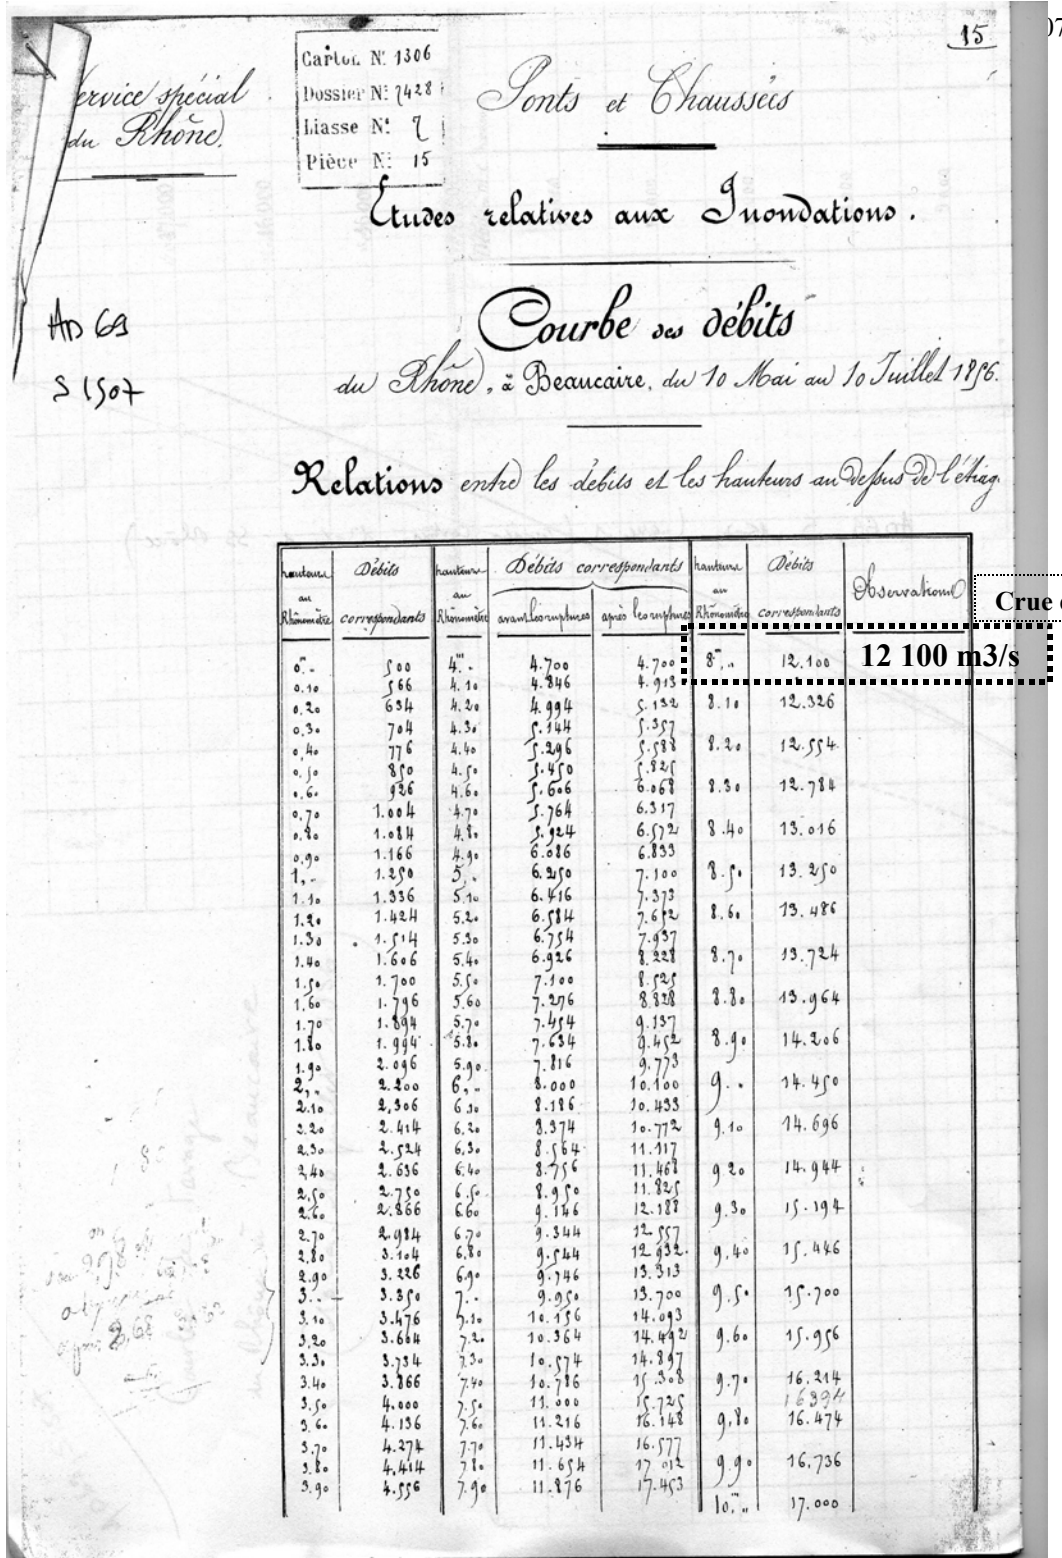 15
07
Carton N° 1306
Dossier N° 7428
Liasse N° 7
Pièce N° 15
ervice spécial
du Rhône.
Ponts et Chaussées
Etudes relatives aux Inondations.
AD 69
S 1507
Courbe des débits
du Rhône, à Beaucaire, du 10 Mai au 10 Juillet 1856.
Relations entre les débits et les hauteurs au dessus de l'étiag
hauteurs au Rhônomètre | Débits correspondants | hauteurs au Rhônomètre | Débits correspondants avant les ruptures | après les ruptures | hauteurs au Rhônomètre | Débits correspondants | Observations
Crue
12 100 m3/s
0m,, 500 4m,, 4.700 4.700 8m,, 12.100
0.10 566 4.10 4.846 4.913
0.20 634 4.20 4.994 5.132 8.10 12.326
0.30 704 4.30 5.144 5.357
0.40 776 4.40 5.296 5.588 8.20 12.554
0.50 850 4.50 5.450 5.825
0.60 926 4.60 5.606 6.068 8.30 12.784
0.70 1.004 4.70 5.764 6.317
0.80 1.084 4.80 5.924 6.572 8.40 13.016
0.90 1.166 4.90 6.086 6.833
1,,, 1.250 5,,, 6.250 7.100 8.50 13.250
1.10 1.336 5.10 6.416 7.373
1.20 1.424 5.20 6.584 7.652 8.60 13.486
1.30 1.514 5.30 6.754 7.937
1.40 1.606 5.40 6.926 8.228 8.70 13.724
1.50 1.700 5.50 7.100 8.525
1.60 1.796 5.60 7.276 8.828 8.80 13.964
1.70 1.894 5.70 7.454 9.137
1.80 1.994 5.80 7.634 9.452 8.90 14.206
1.90 2.096 5.90 7.816 9.773
2,,, 2.200 6,,, 8.000 10.100 9.. 14.450
2.10 2,306 6.10 8.186 10.433
2.20 2.414 6.20 8.374 10.772 9.10 14.696
2.30 2.524 6.30 8.564 11.117
2.40 2.636 6.40 8.756 11.468 9.20 14.944
2.50 2.750 6.50 8.950 11.825
2.60 2.866 6.60 9.146 12.188 9.30 15.194
2.70 2.984 6.70 9.344 12.557
2.80 3.104 6.80 9.544 12.932 9.40 15.446
2.90 3.226 6.90 9.746 13.313
3.. 3.350 7.. 9.950 13.700 9.50 15.700
3.10 3.476 7.10 10.156 14.093
3.20 3.604 7.20 10.364 14.492 9.60 15.956
3.30 3.734 7.30 10.574 14.897
3.40 3.866 7.40 10.786 15.308 9.70 16.214
3.50 4.000 7.50 11.000 15.725 16394
3.60 4.136 7.60 11.216 16.148 9.80 16.474
3.70 4.274 7.70 11.434 16.577
3.80 4.414 7.80 11.654 17.012 9.90 16.736
3.90 4.556 7.90 11.876 17.453
10.m,, 17.000